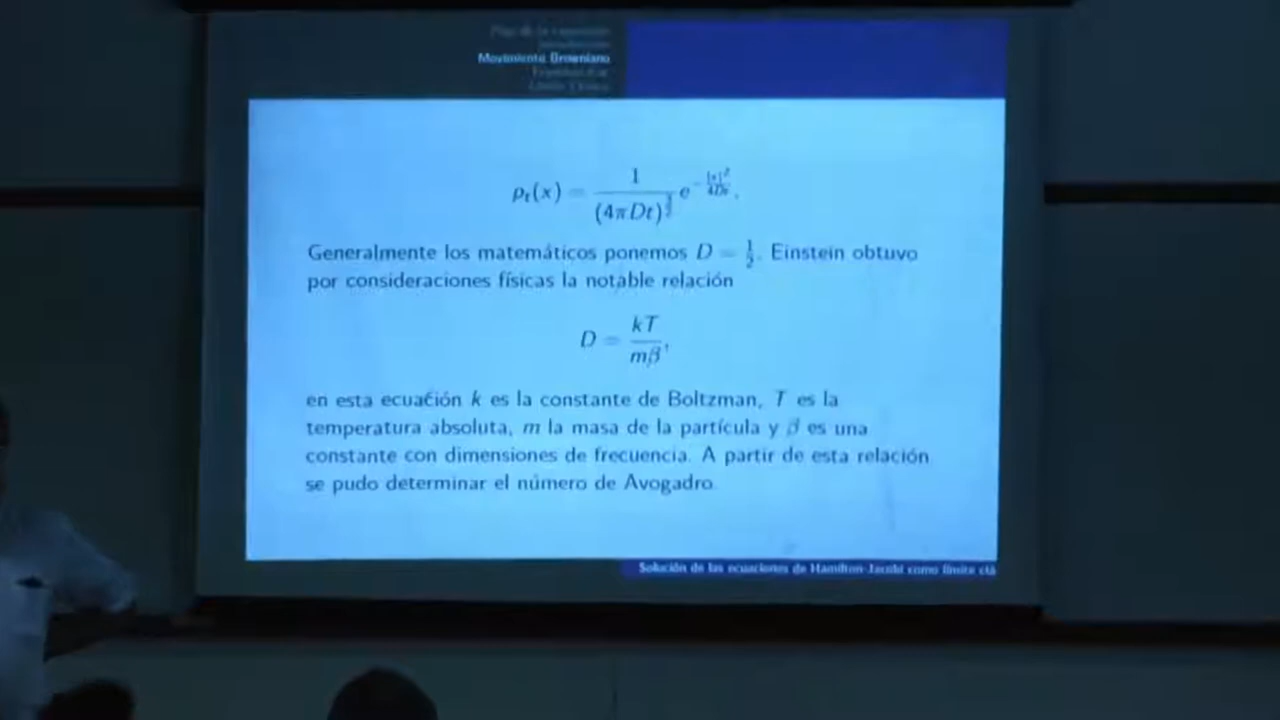 Movimiento Browniano
ρₜ(x) = 1 / (4πDt)^{3/2} e^{-|x|²/4Dt}.
Generalmente los matemáticos ponemos D = 1/2. Einstein obtuvo
por consideraciones físicas la notable relación
D = kT / mβ,
en esta ecuación k es la constante de Boltzman, T es la
temperatura absoluta, m la masa de la partícula y β es una
constante con dimensiones de frecuencia. A partir de esta relación
se pudo determinar el número de Avogadro.
Solución de las ecuaciones de Hamilton-Jacobi como límite clá